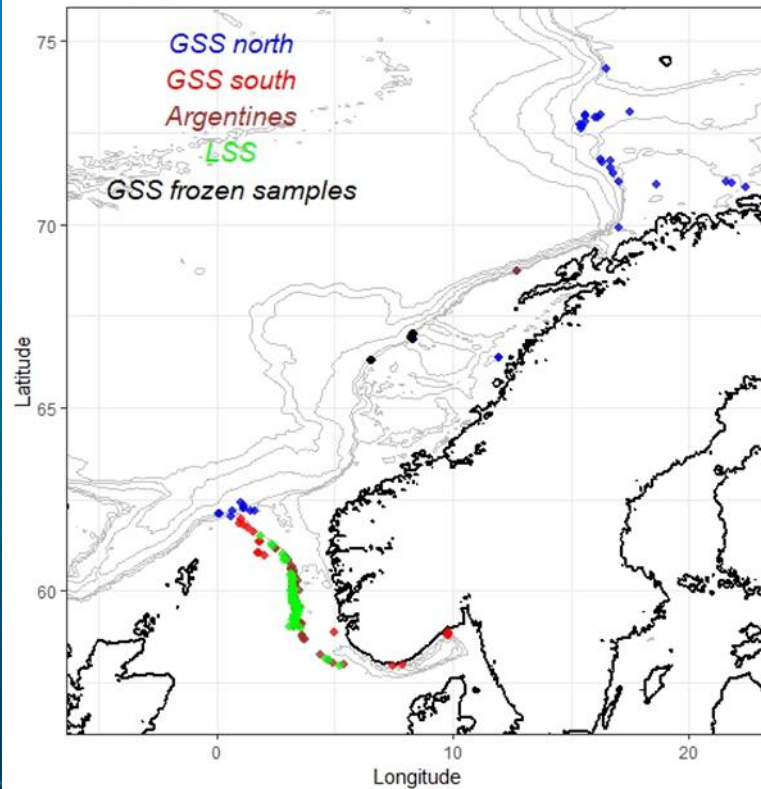 GSS north
GSS south
Argentines
LSS
GSS frozen samples
75
70
65
60
Latitude
0
10
20
Longitude